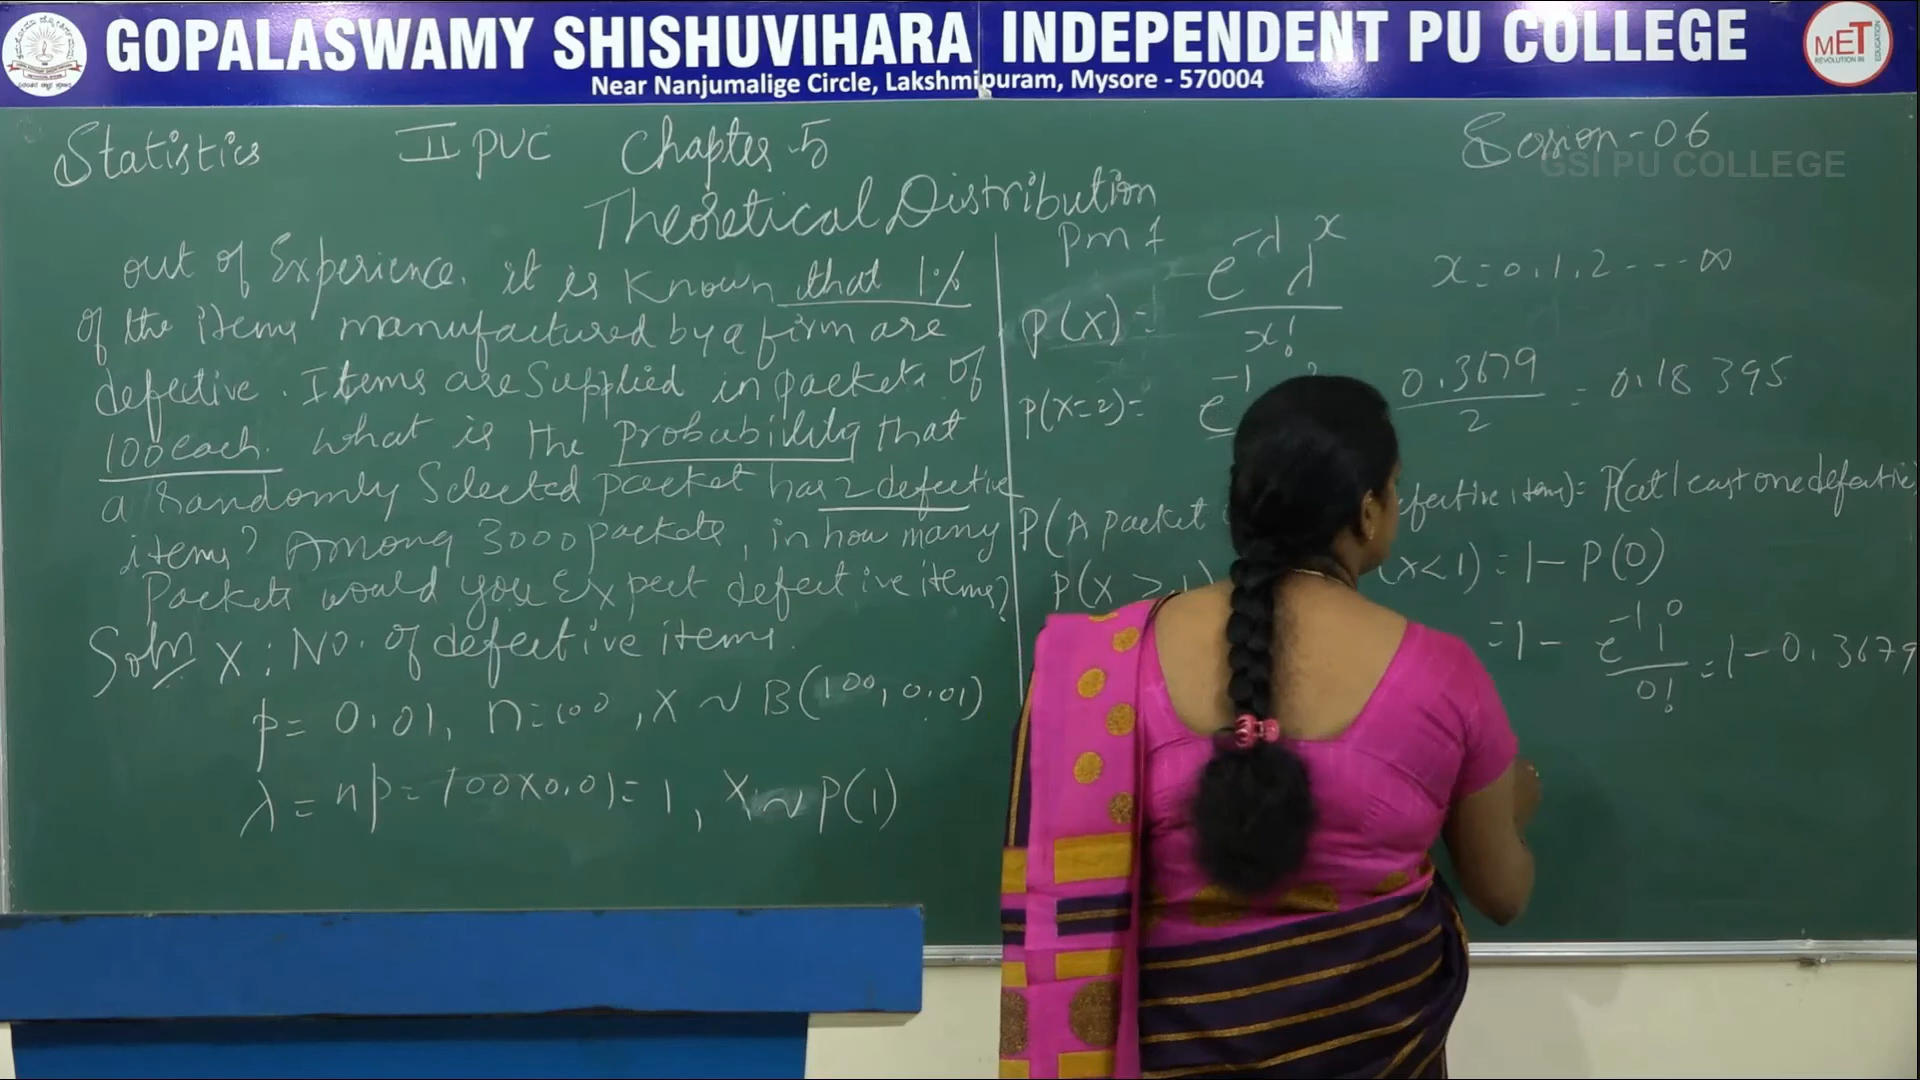 GOPALASWAMY SHISHUVIHARA INDEPENDENT PU COLLEGE
Near Nanjumalige Circle, Lakshmipuram, Mysore - 570004
MET
REVOLUTION IN EDUCATION
Statistics II PUC Chapter-5 Session-06
GSI PU COLLEGE
Theoretical Distribution
out of Experience, it is known that 1%
of the items manufactured by a firm are
defective. Items are Supplied in packets of
100 each. what is the probability that
a randomly Selected packet has 2 defective
items? Among 3000 packets, in how many
Packets would you Expect defective items?
Soln X : No. of defective items.
p = 0.01, n=100, X ~ B(100, 0.01)
λ = np = 100x0.01 = 1, X ~ P(1)
pmf
p(x) = e^-λ λ^x / x! x=0,1,2---∞
p(x=2) = e^-1 0.3679 / 2 = 0.18395
P(A packet defective items) = P(at least one defective)
P(X ≥ 1) (x<1) = 1 - P(0)
= 1 - e^-1 1^0 / 0! = 1 - 0.3679